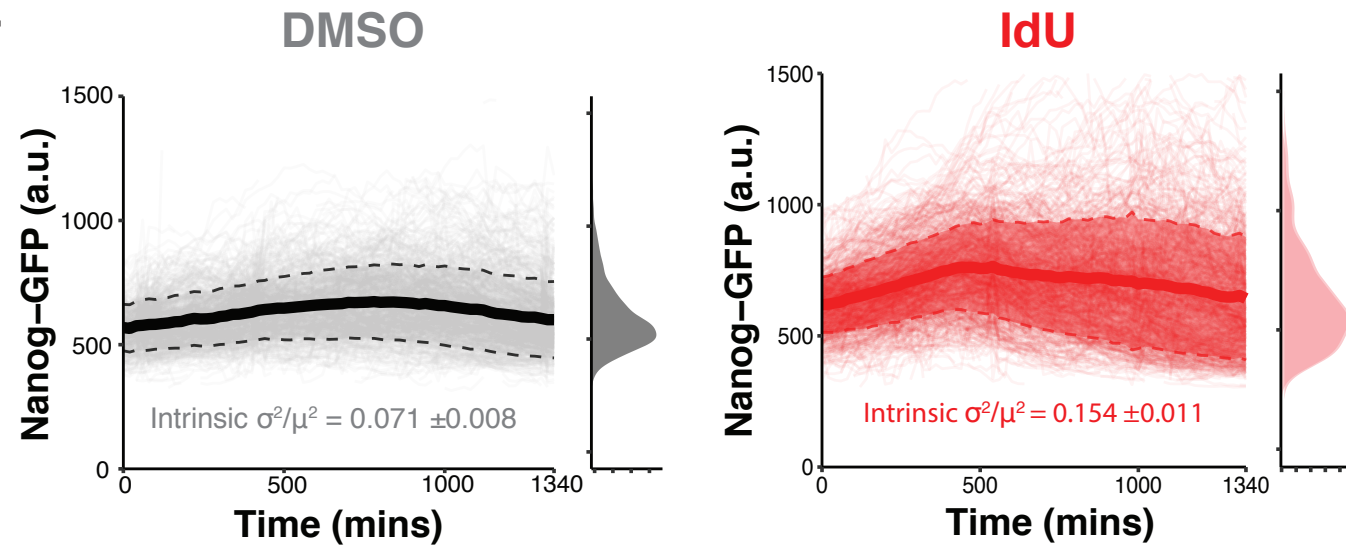 DMSO
1500
1000
500
0
Nanog–GFP (a.u.)
Intrinsic σ²/μ² = 0.071 ±0.008
0 500 1000 1340
Time (mins)
IdU
1500
1000
500
0
Nanog–GFP (a.u.)
Intrinsic σ²/μ² = 0.154 ±0.011
0 500 1000 1340
Time (mins)